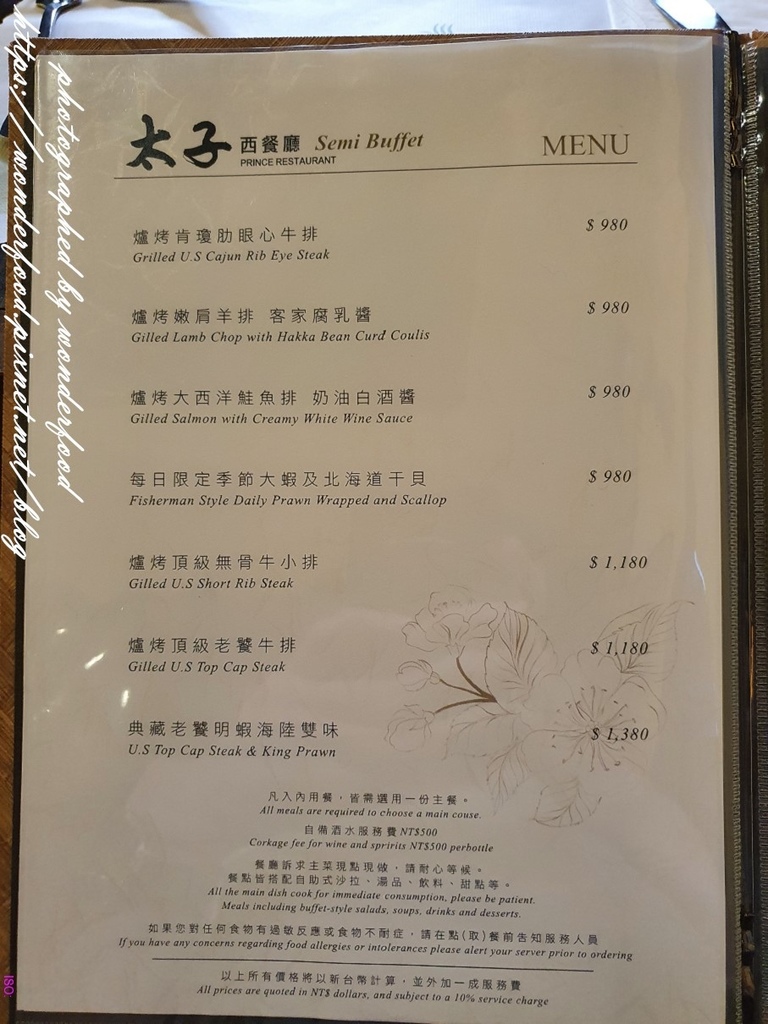 太子 西餐廳 Semi Buffet MENU
PRINCE RESTAURANT
爐烤肯瓊肋眼心牛排 $ 980
Grilled U.S Cajun Rib Eye Steak
爐烤嫩肩羊排 客家腐乳醬 $ 980
Gilled Lamb Chop with Hakka Bean Curd Coulis
爐烤大西洋鮭魚排 奶油白酒醬 $ 980
Gilled Salmon with Creamy White Wine Sauce
每日限定季節大蝦及北海道干貝 $ 980
Fisherman Style Daily Prawn Wrapped and Scallop
爐烤頂級無骨牛小排 $ 1,180
Gilled U.S Short Rib Steak
爐烤頂級老饕牛排 $ 1,180
Gilled U.S Top Cap Steak
典藏老饕明蝦海陸雙味 $ 1,380
U.S Top Cap Steak & King Prawn
凡入內用餐，皆需選用一份主餐。
All meals are required to choose a main couse.
自備酒水服務費 NT$500
Corkage fee for wine and spririts NT$500 perbottle
餐廳訴求主菜現點現做，請耐心等候。
餐點皆搭配自助式沙拉、湯品、飲料、甜點等。
All the main dish cook for immediate consumption, please be patient.
Meals including buffet-style salads, soups, drinks and desserts.
如果您對任何食物有過敏反應或食物不耐症，請在點(取)餐前告知服務人員
If you have any concerns regarding food allergies or intolerances please alert your server prior to ordering
以上所有價格將以新台幣計算，並外加一成服務費
All prices are quoted in NT$ dollars, and subject to a 10% service charge
photographed by wonderfood
https://wonderfood.pixnet.net/blog
ISO: